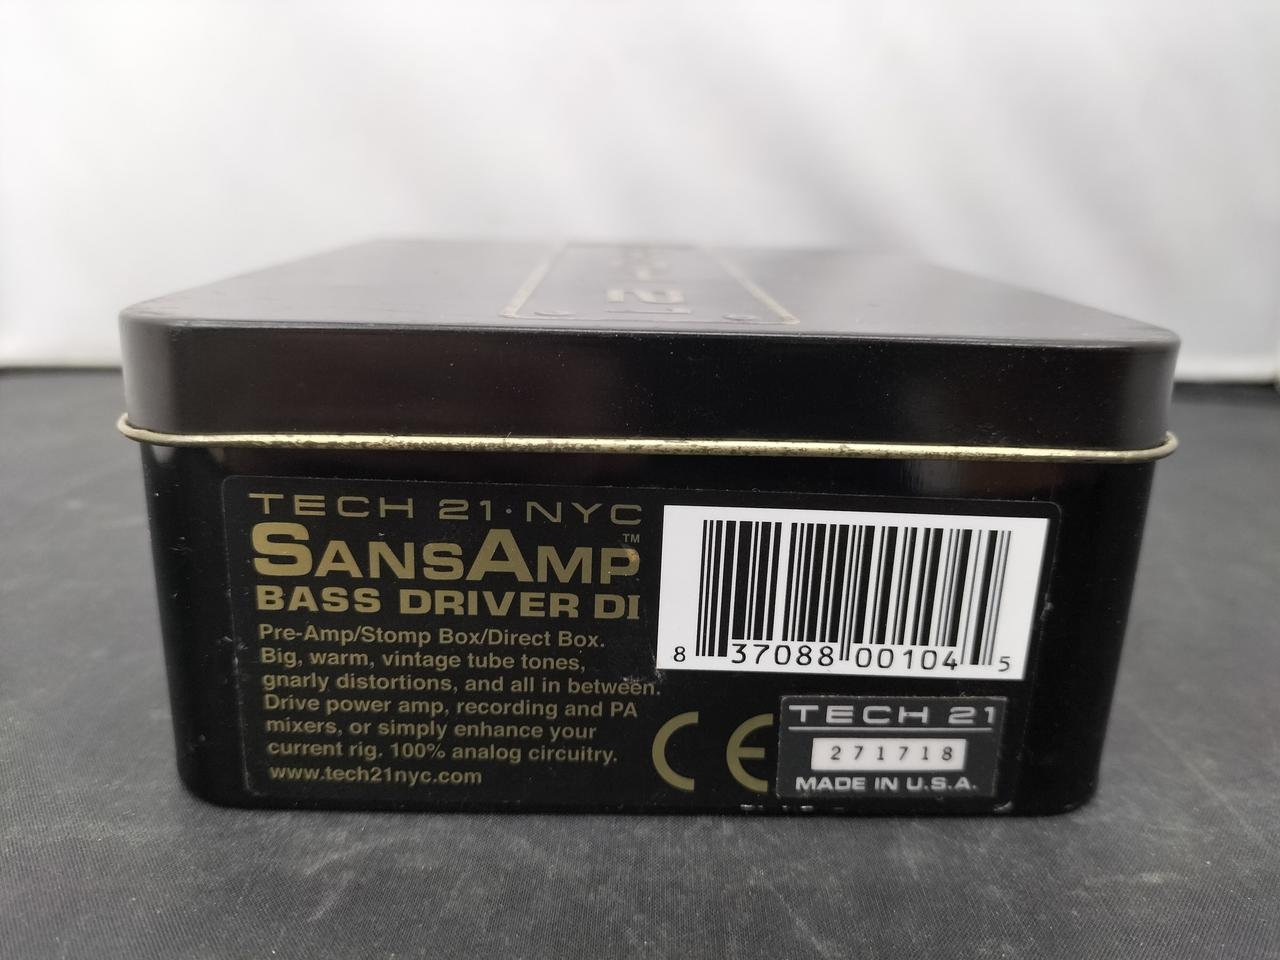 TECH 21·NYC
SANSAMP™
BASS DRIVER DI
Pre-Amp/Stomp Box/Direct Box.
Big, warm, vintage tube tones,
gnarly distortions, and all in between.
Drive power amp, recording and PA
mixers, or simply enhance your
current rig. 100% analog circuitry.
www.tech21nyc.com
8 37088 00104 5
CE
TECH 21
271718
MADE IN U.S.A.